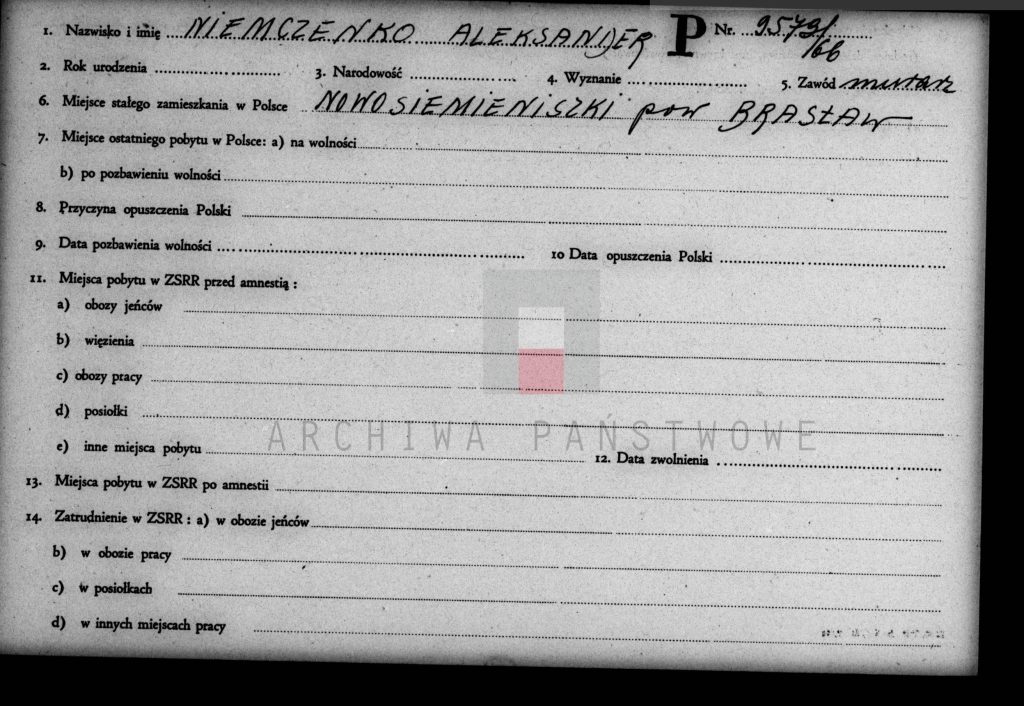 1. Nazwisko i imię NIEMCZENKO ALEKSANDER P Nr. 9579/66
2. Rok urodzenia 3. Narodowość 4. Wyznanie 5. Zawód murarz
6. Miejsce stałego zamieszkania w Polsce NOWOSIEMIENISZKI pow BRASŁAW
7. Miejsce ostatniego pobytu w Polsce: a) na wolności
b) po pozbawieniu wolności
8. Przyczyna opuszczenia Polski
9. Data pozbawienia wolności 10 Data opuszczenia Polski
11. Miejsca pobytu w ZSRR przed amnestią :
a) obozy jeńców
b) więzienia
c) obozy pracy
d) posiołki
ARCHIWA PAŃSTWOWE
e) inne miejsca pobytu 12. Data zwolnienia
13. Miejsca pobytu w ZSRR po amnestii
14. Zatrudnienie w ZSRR : a) w obozie jeńców
b) w obozie pracy
c) w posiołkach
d) w innych miejscach pracy